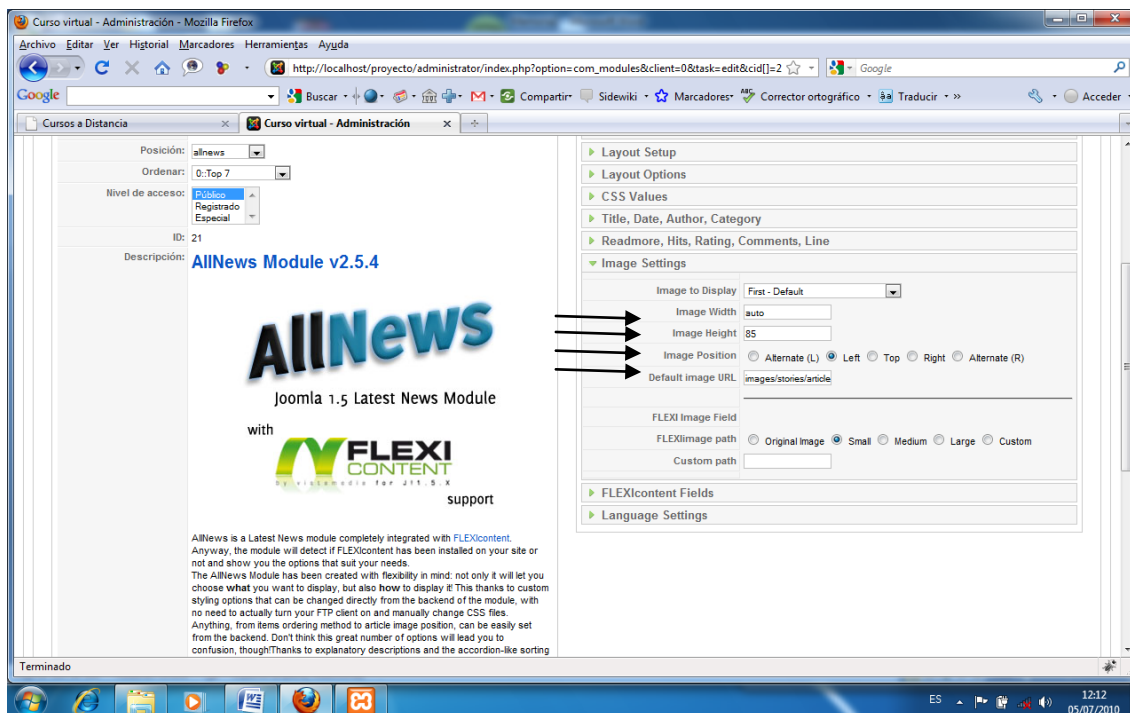 Curso virtual - Administración - Mozilla Firefox
Archivo Editar Ver Historial Marcadores Herramientas Ayuda
http://localhost/proyecto/administrator/index.php?option=com_modules&client=0&task=edit&cid[]=2
Google
Google
Buscar
Compartir
Sidewiki
Marcadores
Corrector ortográfico
Traducir
»
Acceder
Cursos a Distancia
Curso virtual - Administración
Posición: allnews
Ordenar: 0::Top 7
Nivel de acceso: Público
Registrado
Especial
ID: 21
Descripción: AllNews Module v2.5.4
AllNews
Joomla 1.5 Latest News Module
with
FLEXI
CONTENT
by vistamedia for J!1.5.X
support
AllNews is a Latest News module completely integrated with FLEXIcontent.
Anyway, the module will detect if FLEXIcontent has been installed on your site or
not and show you the options that suit your needs.
The AllNews Module has been created with flexibility in mind: not only it will let you
choose what you want to display, but also how to display it! This thanks to custom
styling options that can be changed directly from the backend of the module, with
no need to actually turn your FTP client on and manually change CSS files.
Anything, from items ordering method to article image position, can be easily set
from the backend. Don't think this great number of options will lead you to
confusion, though!Thanks to explanatory descriptions and the accordion-like sorting
Layout Setup
Layout Options
CSS Values
Title, Date, Author, Category
Readmore, Hits, Rating, Comments, Line
Image Settings
Image to Display First - Default
Image Width auto
Image Height 85
Image Position Alternate (L) Left Top Right Alternate (R)
Default image URL images/stories/article
FLEXI Image Field
FLEXIimage path Original Image Small Medium Large Custom
Custom path
FLEXIcontent Fields
Language Settings
Terminado
ES
12:12
05/07/2010